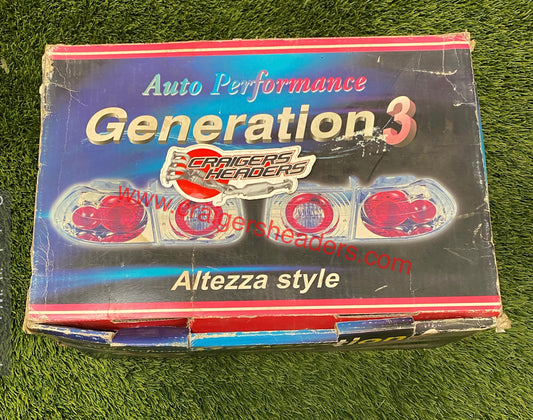 Auto Performance
Generation 3
CRAIGERS
HEADERS
www.craigersheaders.com
Altezza style